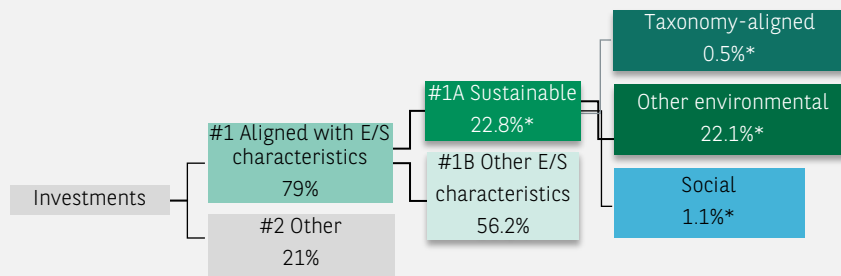 Investments
#1 Aligned with E/S
characteristics
79%
#2 Other
21%
#1A Sustainable
22.8%*
#1B Other E/S
characteristics
56.2%
Taxonomy-aligned
0.5%*
Other environmental
22.1%*
Social
1.1%*